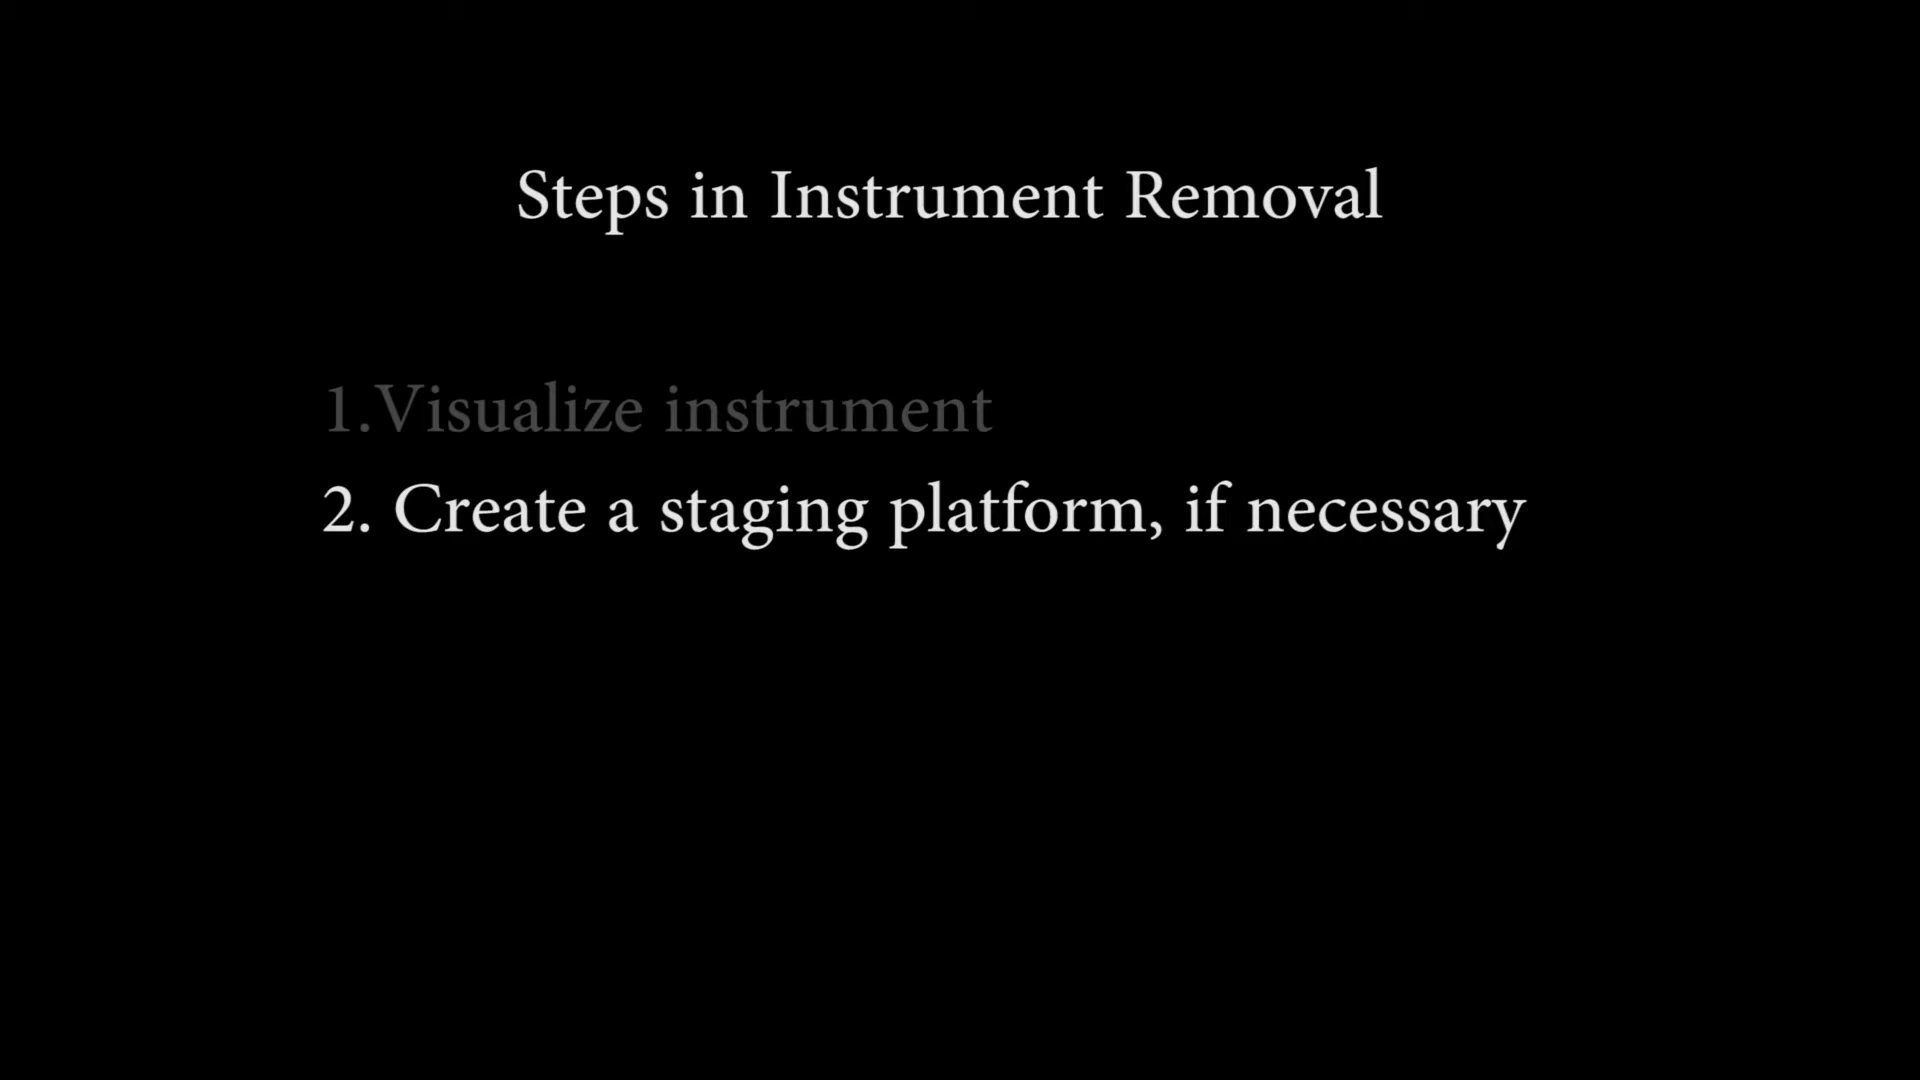 Steps in Instrument Removal
1.Visualize instrument
2. Create a staging platform, if necessary